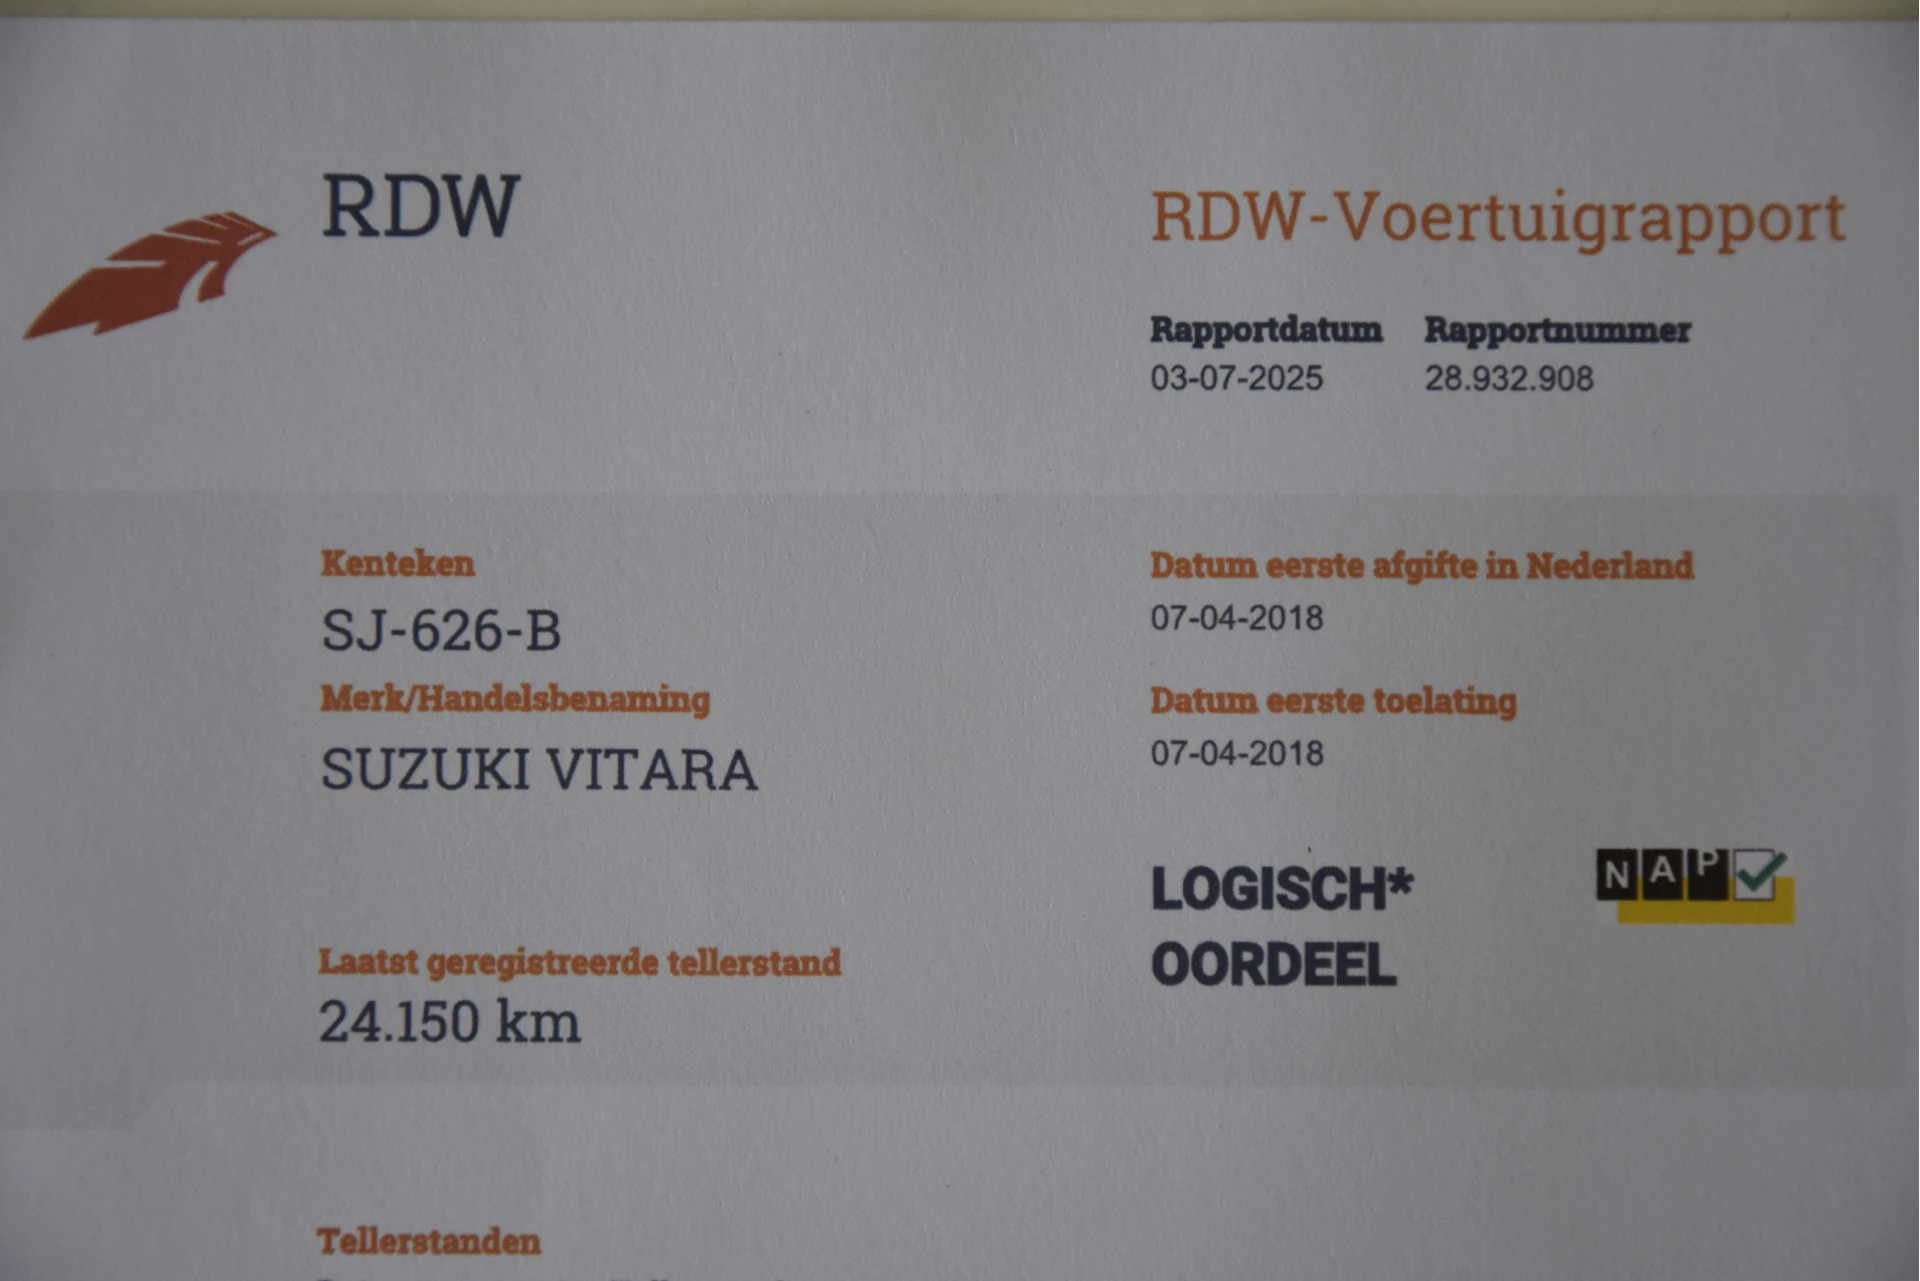 RDW
RDW-Voertuigrapport
Rapportdatum Rapportnummer
03-07-2025 28.932.908
Kenteken
SJ-626-B
Merk/Handelsbenaming
SUZUKI VITARA
Datum eerste afgifte in Nederland
07-04-2018
Datum eerste toelating
07-04-2018
LOGISCH*
OORDEEL
NAP
Laatst geregistreerde tellerstand
24.150 km
Tellerstanden